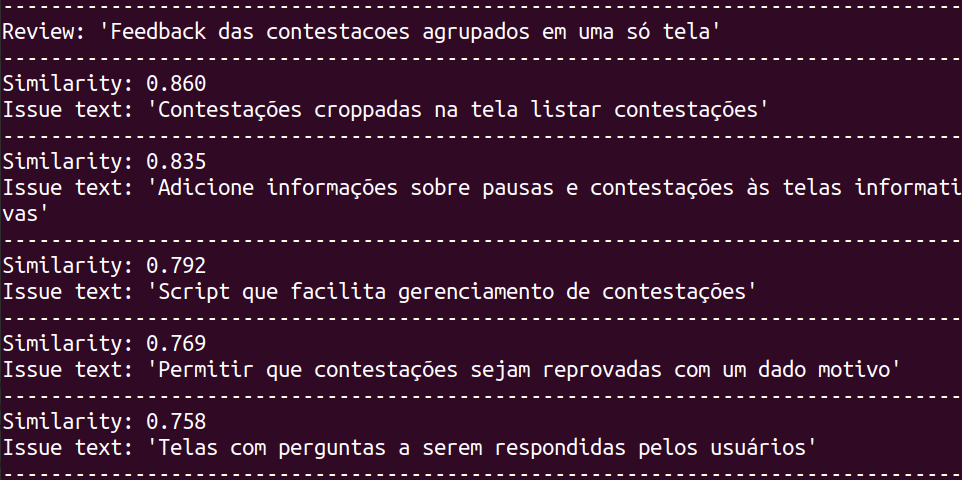 --------------------------------------------------------------------------------
Review: 'Feedback das contestacoes agrupados em uma só tela'
--------------------------------------------------------------------------------
Similarity: 0.860
Issue text: 'Contestações croppadas na tela listar contestações'
--------------------------------------------------------------------------------
Similarity: 0.835
Issue text: 'Adicione informações sobre pausas e contestações às telas informati
vas'
--------------------------------------------------------------------------------
Similarity: 0.792
Issue text: 'Script que facilita gerenciamento de contestações'
--------------------------------------------------------------------------------
Similarity: 0.769
Issue text: 'Permitir que contestações sejam reprovadas com um dado motivo'
--------------------------------------------------------------------------------
Similarity: 0.758
Issue text: 'Telas com perguntas a serem respondidas pelos usuários'
--------------------------------------------------------------------------------